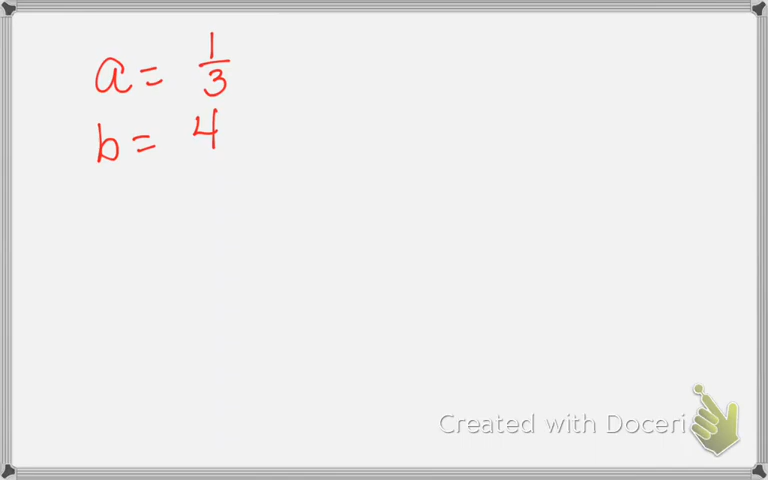 a = 1/3
b = 4
Created with Doceri